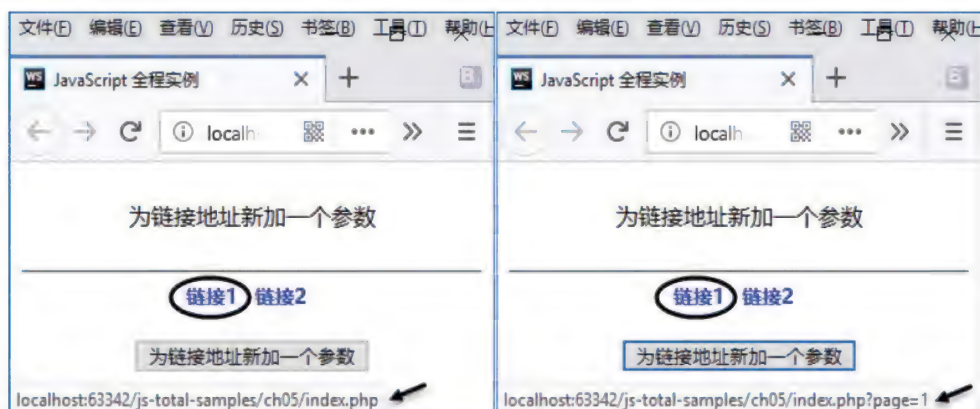 文件(F) 编辑(E) 查看(V) 历史(S) 书签(B) 工具(T) 帮助(H
JavaScript 全程实例
localh
为链接地址新加一个参数
链接1 链接2
为链接地址新加一个参数
localhost:63342/js-total-samples/ch05/index.php
文件(F) 编辑(E) 查看(V) 历史(S) 书签(B) 工具(T) 帮助(H
JavaScript 全程实例
localh
为链接地址新加一个参数
链接1 链接2
为链接地址新加一个参数
localhost:63342/js-total-samples/ch05/index.php?page=1